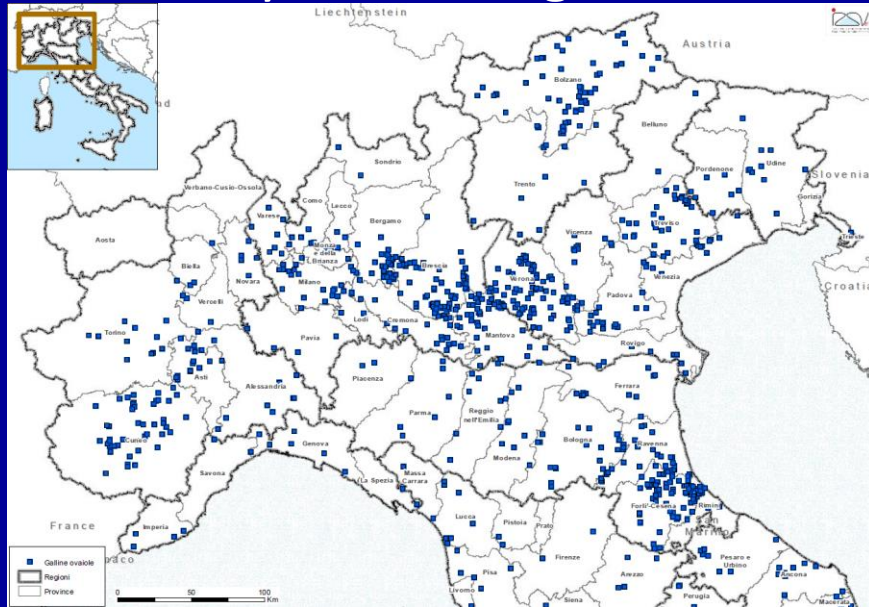 Liechtenstein
Austria
Bolzano
Belluno
Sondrio
Trento
Pordenone
Udine
Slovenia
Gorizia
Verbano-Cusio-Ossola
Como
Lecco
Varese
Bergamo
Vicenza
Treviso
Trieste
Aosta
Biella
Monza
e della
Brianza
Brescia
Verona
Venezia
Croatia
Novara
Milano
Padova
Vercelli
Torino
Lodi
Cremona
Mantova
Rovigo
Pavia
Asti
Piacenza
Alessandria
Ferrara
Parma
Reggio
nell'Emilia
Cuneo
Genova
Bologna
Ravenna
Modena
Savona
La Spezia
Massa
Carrara
Forli'-Cesena
Rimini
San
Marino
France
Imperia
Lucca
Pistoia
Prato
Firenze
Pesaro e
Urbino
Ancona
Pisa
Arezzo
Livorno
Siena
Perugia
Macerata
Galline ovaiole
Regioni
Province
0
50
100
Km